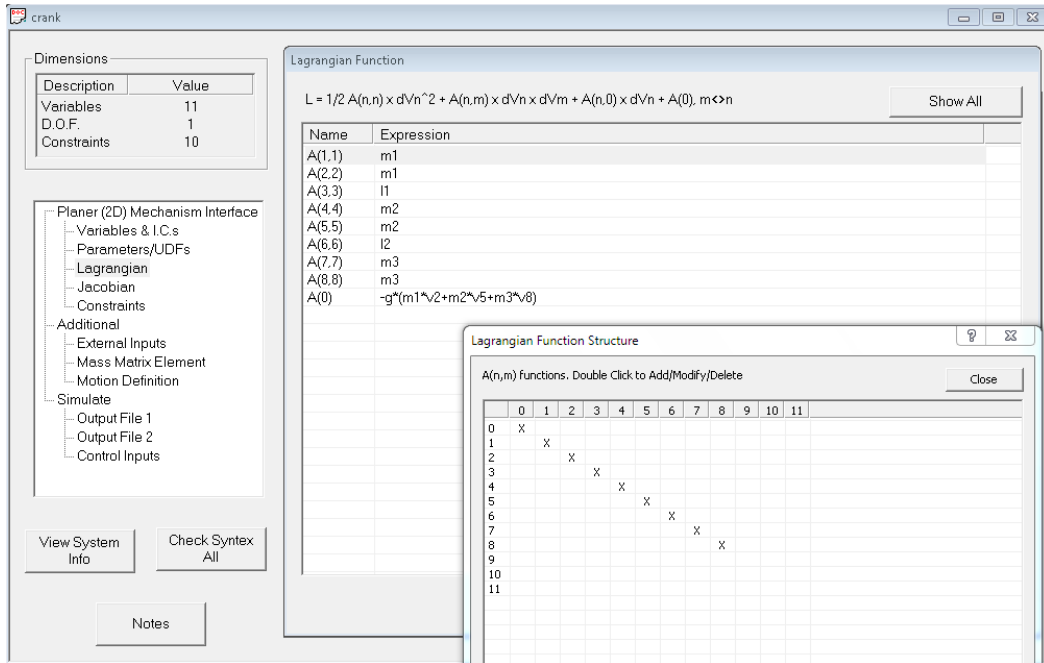 crank
Dimensions
Description Value
Variables 11
D.O.F. 1
Constraints 10
Planer (2D) Mechanism Interface
Variables & I.C.s
Parameters/UDFs
Lagrangian
Jacobian
Constraints
Additional
External Inputs
Mass Matrix Element
Motion Definition
Simulate
Output File 1
Output File 2
Control Inputs
View System Info
Check Syntex All
Notes
Lagrangian Function
L = 1/2 A(n,n) x dVn^2 + A(n,m) x dVn x dVm + A(n,0) x dVn + A(0), m<>n
Show All
Name Expression
A(1,1) m1
A(2,2) m1
A(3,3) I1
A(4,4) m2
A(5,5) m2
A(6,6) I2
A(7,7) m3
A(8,8) m3
A(0) -g*(m1*v2+m2*v5+m3*v8)
Lagrangian Function Structure
A(n,m) functions. Double Click to Add/Modify/Delete
Close
0 1 2 3 4 5 6 7 8 9 10 11
0 X
1 X
2 X
3 X
4 X
5 X
6 X
7 X
8 X
9
10
11